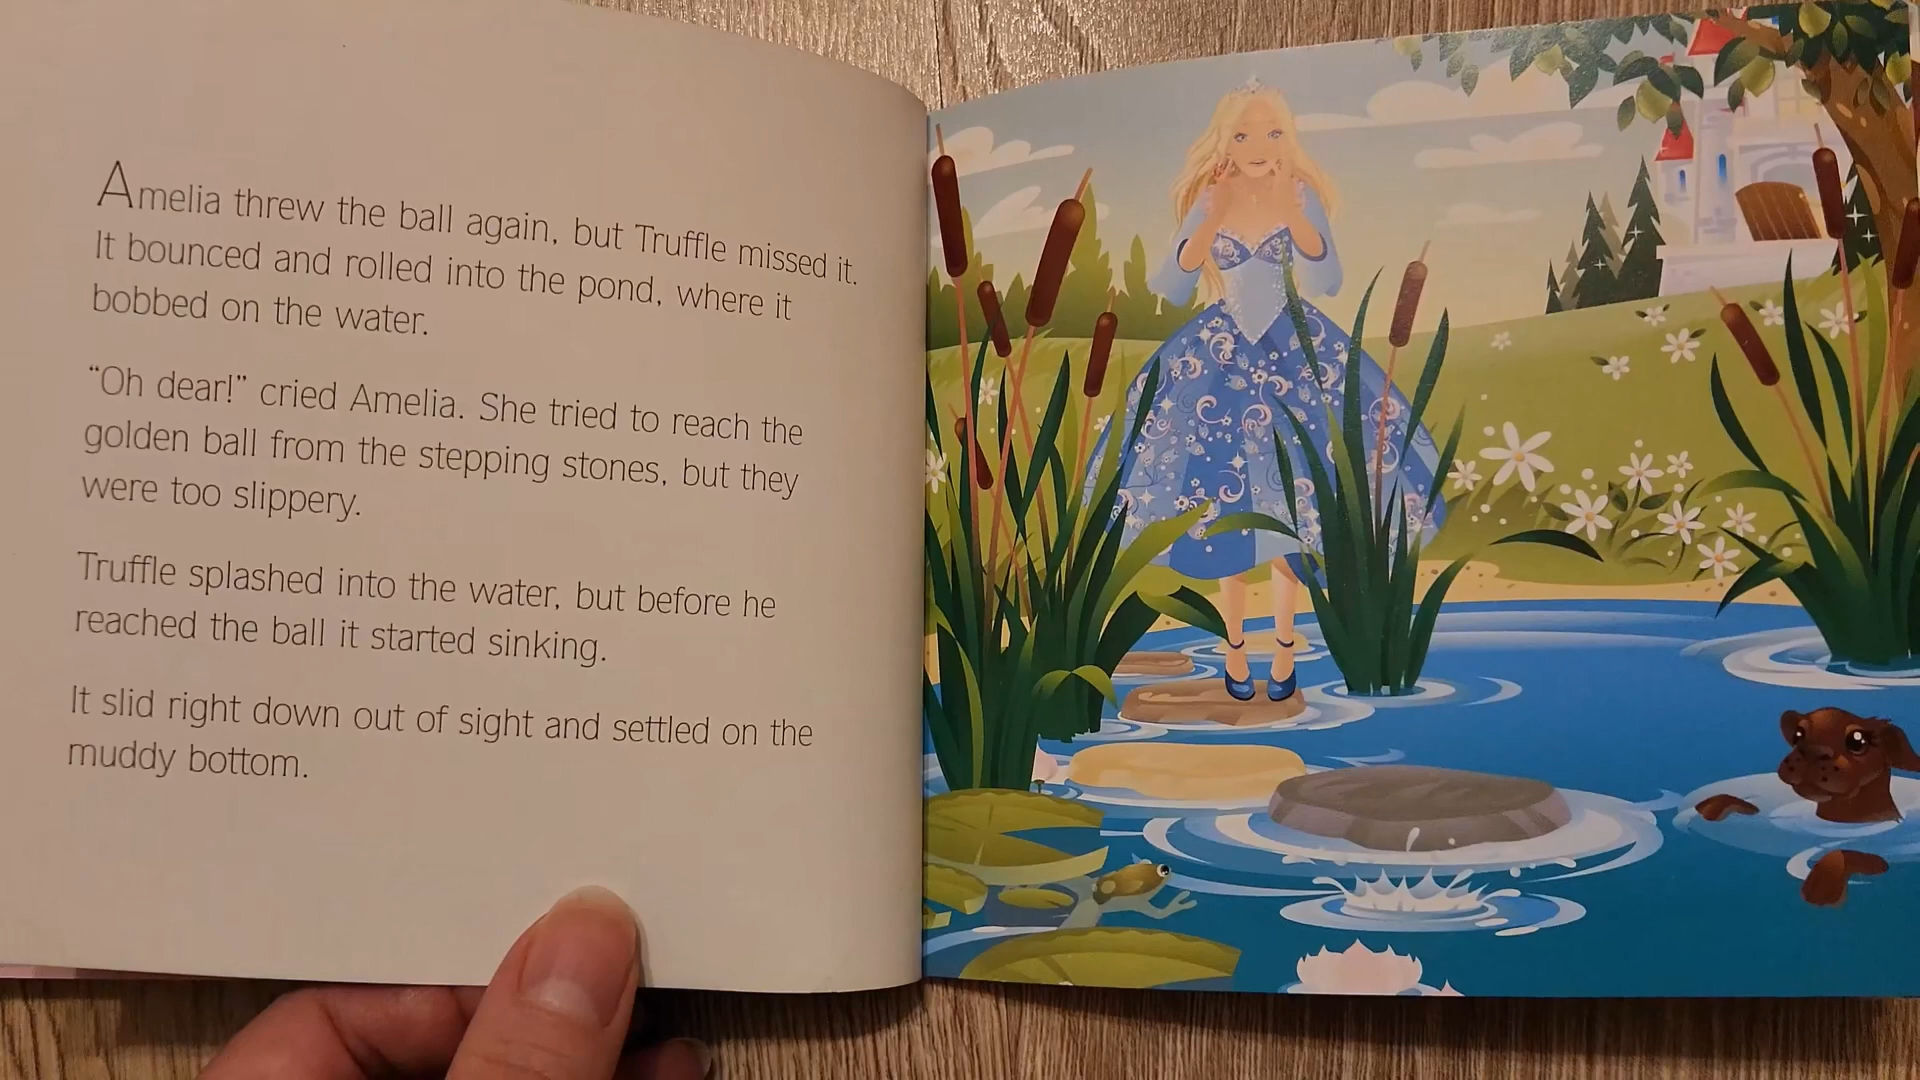 Amelia threw the ball again, but Truffle missed it.
It bounced and rolled into the pond, where it
bobbed on the water.
“Oh dear!” cried Amelia. She tried to reach the
golden ball from the stepping stones, but they
were too slippery.
Truffle splashed into the water, but before he
reached the ball it started sinking.
It slid right down out of sight and settled on the
muddy bottom.